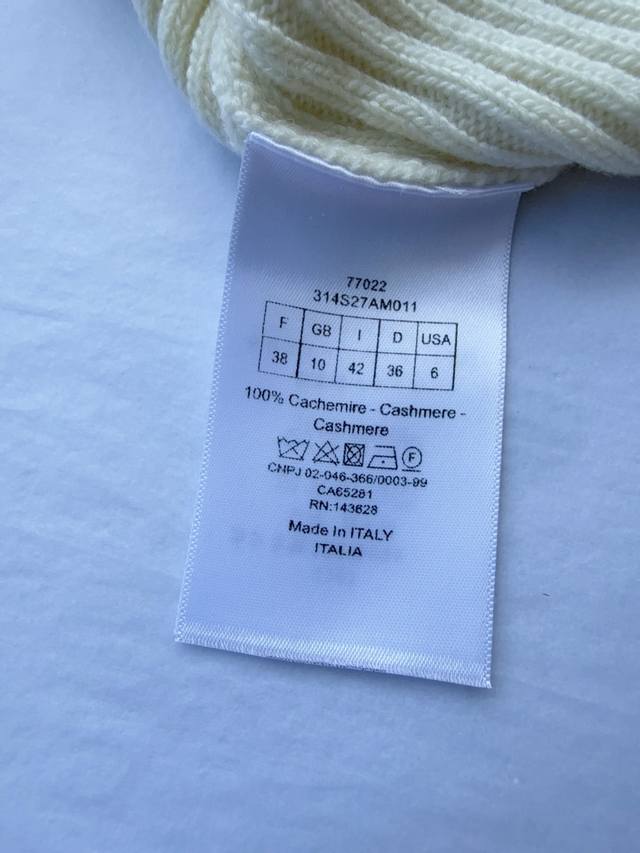 77022
314S27AM011
F GB I D USA
38 10 42 36 6
100% Cachemire - Cashmere -
Cashmere
F
CNPJ 02-046-366/0003-99
CA65281
RN:143628
Made In ITALY
ITALIA